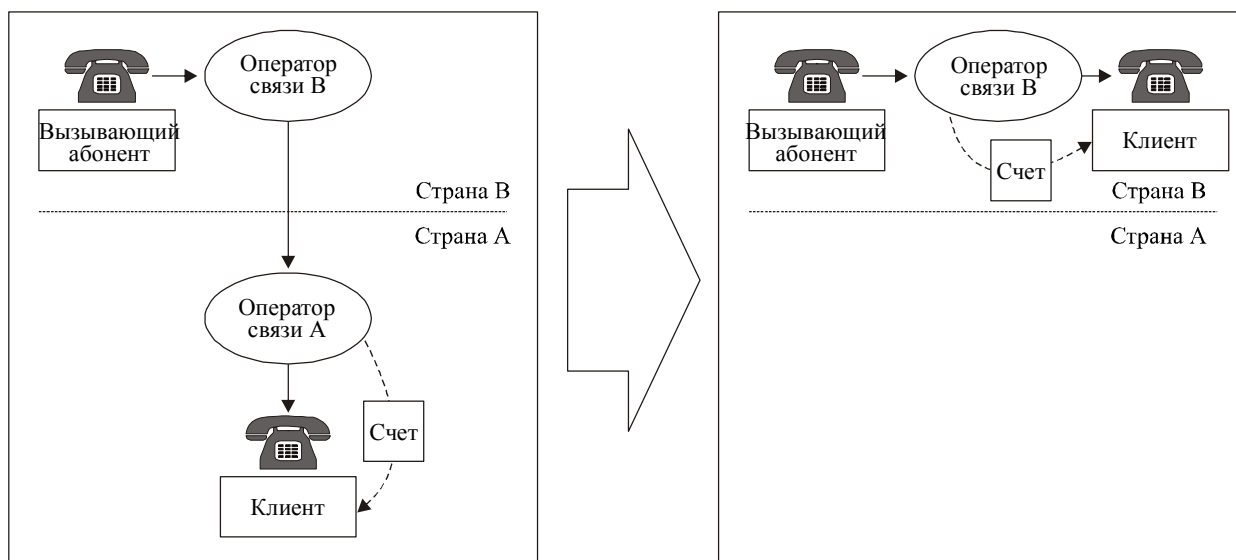 Оператор
связи B
Вызывающий
абонент
Страна B
Страна A
Оператор
связи A
Счет
Клиент
Оператор
связи B
Вызывающий
абонент
Клиент
Счет
Страна B
Страна A